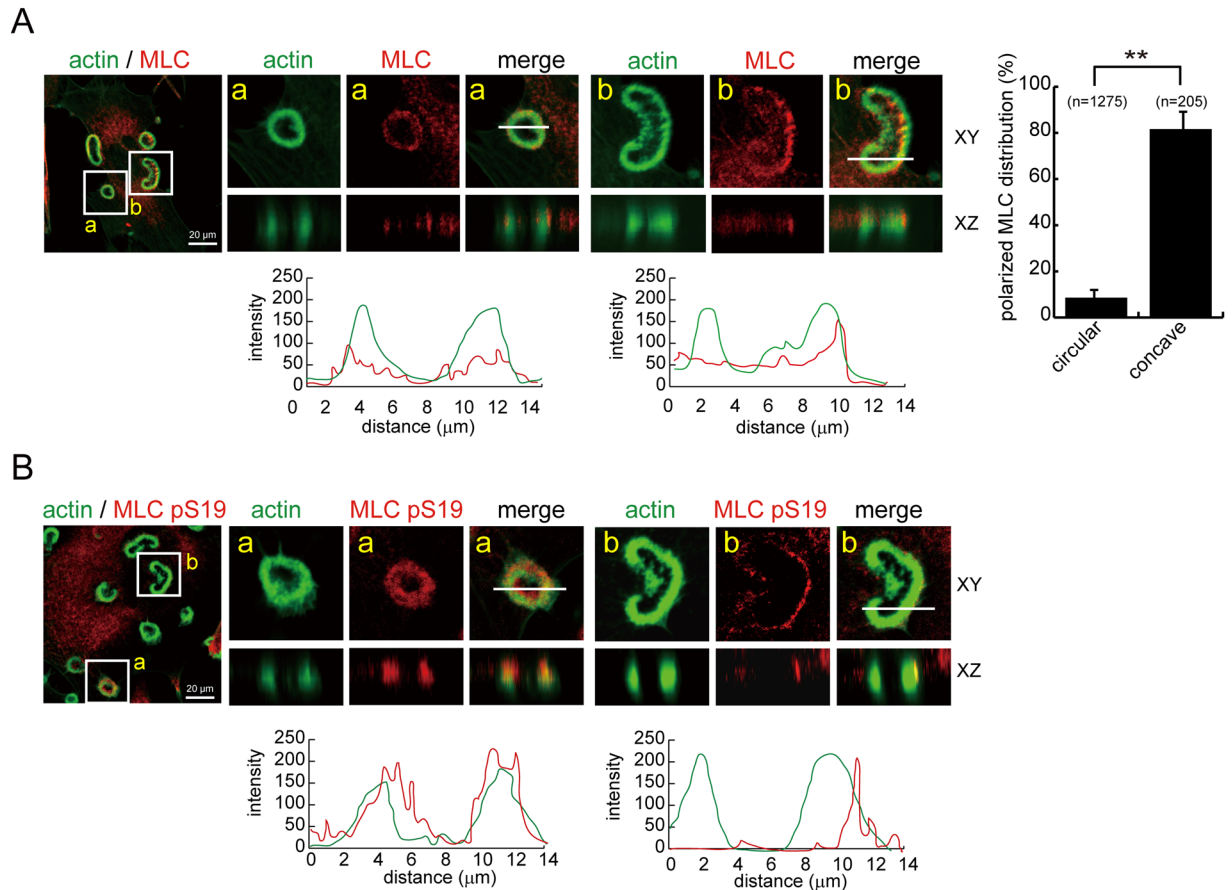 A
actin / MLC actin MLC merge actin MLC merge
a a a b b b
XY
a b
20 μm
XZ
250
200
150
100
50
0
intensity
0 2 4 6 8 10 12 14
distance (μm)
250
200
150
100
50
0
intensity
0 2 4 6 8 10 12 14
distance (μm)
**
(n=1275) (n=205)
100
80
60
40
20
0
polarized MLC distribution (%)
circular concave
B
actin / MLC pS19 actin MLC pS19 merge actin MLC pS19 merge
a a a b b b
b
XY
a
20 μm
XZ
250
200
150
100
50
0
intensity
0 2 4 6 8 10 12 14
distance (μm)
250
200
150
100
50
0
intensity
0 2 4 6 8 10 12 14
distance (μm)